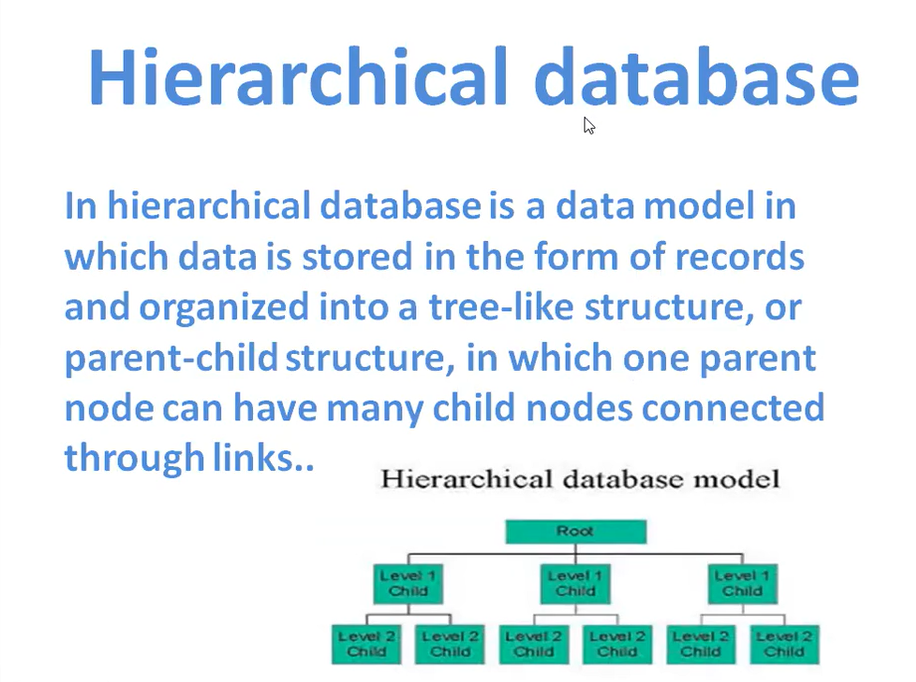 Hierarchical database
In hierarchical database is a data model in
which data is stored in the form of records
and organized into a tree-like structure, or
parent-child structure, in which one parent
node can have many child nodes connected
through links..
Hierarchical database model
Root
Level 1 Level 1 Level 1
Child Child Child
Level 2 Level 2 Level 2 Level 2 Level 2 Level 2
Child Child Child Child Child Child